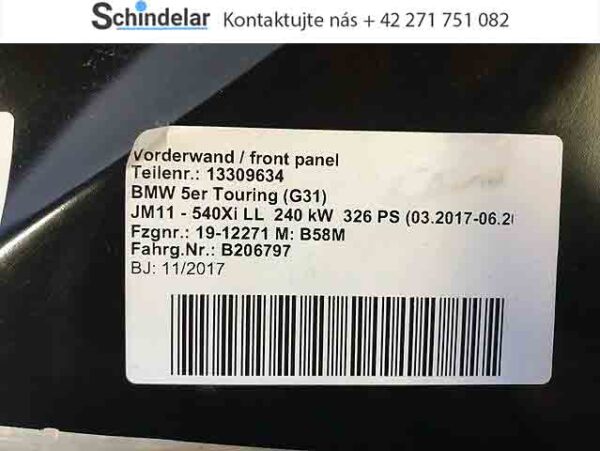 Schindelar Kontaktujte nás + 42 271 751 082
Vorderwand / front panel
Teilenr.: 13309634
BMW 5er Touring (G31)
JM11 - 540Xi LL 240 kW 326 PS (03.2017-06.2
Fzgnr.: 19-12271 M: B58M
Fahrg.Nr.: B206797
BJ: 11/2017